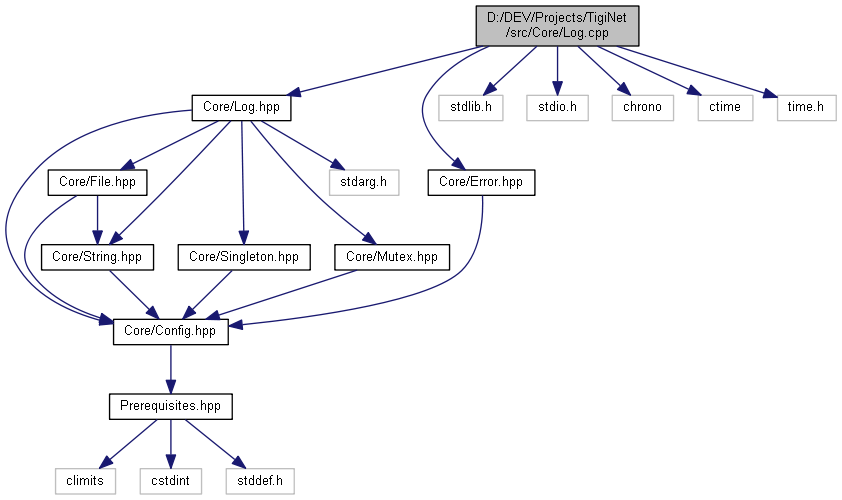 D:/DEV/Projects/TigiNet
/src/Core/Log.cpp
Core/Log.hpp
stdlib.h
stdio.h
chrono
ctime
time.h
Core/File.hpp
stdarg.h
Core/Error.hpp
Core/String.hpp
Core/Singleton.hpp
Core/Mutex.hpp
Core/Config.hpp
Prerequisites.hpp
climits
cstdint
stddef.h